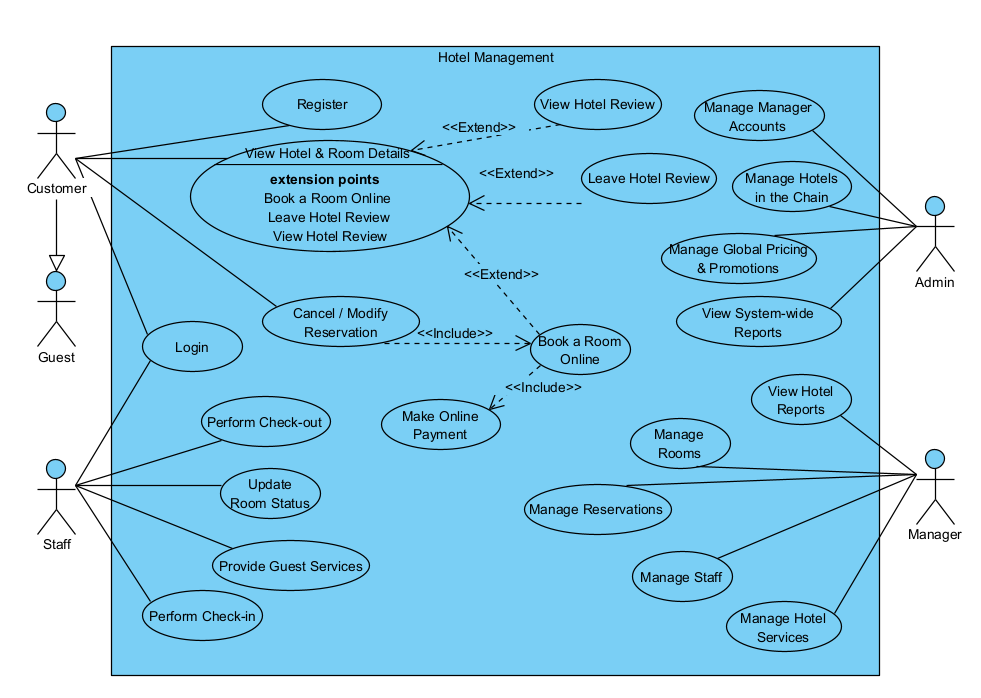 Hotel Management
Register
View Hotel Review
Manage Manager
Accounts
<<Extend>>
View Hotel & Room Details
extension points
Book a Room Online
Leave Hotel Review
View Hotel Review
<<Extend>>
Leave Hotel Review
Manage Hotels
in the Chain
Customer
Manage Global Pricing
& Promotions
Admin
<<Extend>>
Cancel / Modify
Reservation
View System-wide
Reports
<<Include>>
Book a Room
Online
Login
Guest
<<Include>>
View Hotel
Reports
Make Online
Payment
Perform Check-out
Manage
Rooms
Update
Room Status
Manage Reservations
Staff
Manager
Provide Guest Services
Manage Staff
Perform Check-in
Manage Hotel
Services